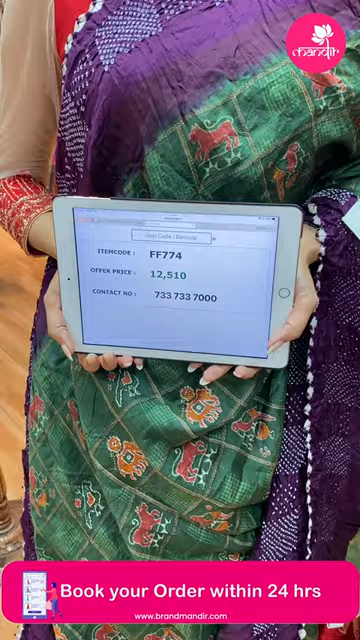 mandir
Item Code / Barcode
ITEMCODE : FF774
OFFER PRICE : 12,510
CONTACT NO : 733 733 7000
Book your Order within 24 hrs
www.brandmandir.com